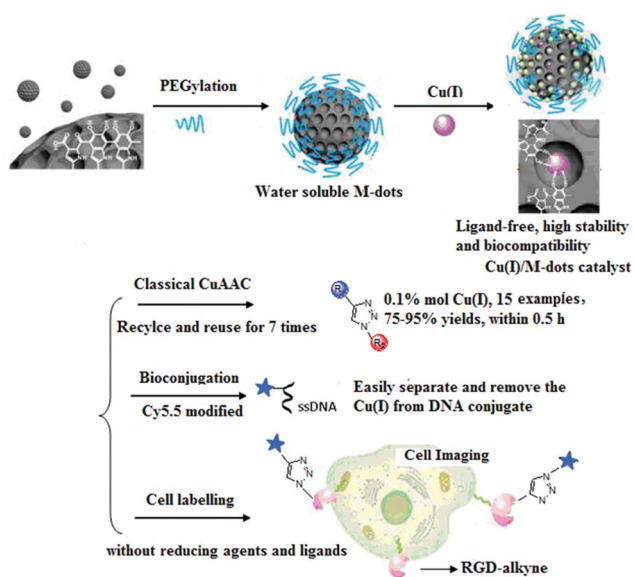 PEGylation
Cu(I)
Water soluble M-dots
Ligand-free, high stability
and biocompatibility
Cu(I)/M-dots catalyst
Classical CuAAC
Recylce and reuse for 7 times
R₁
N
N
N
R₂
0.1% mol Cu(I), 15 examples,
75-95% yields, within 0.5 h
Bioconjugation
Cy5.5 modified
ssDNA
Easily separate and remove the
Cu(I) from DNA conjugate
Cell Imaging
N
N
N
N
N
N
Cell labelling
without reducing agents and ligands
RGD-alkyne